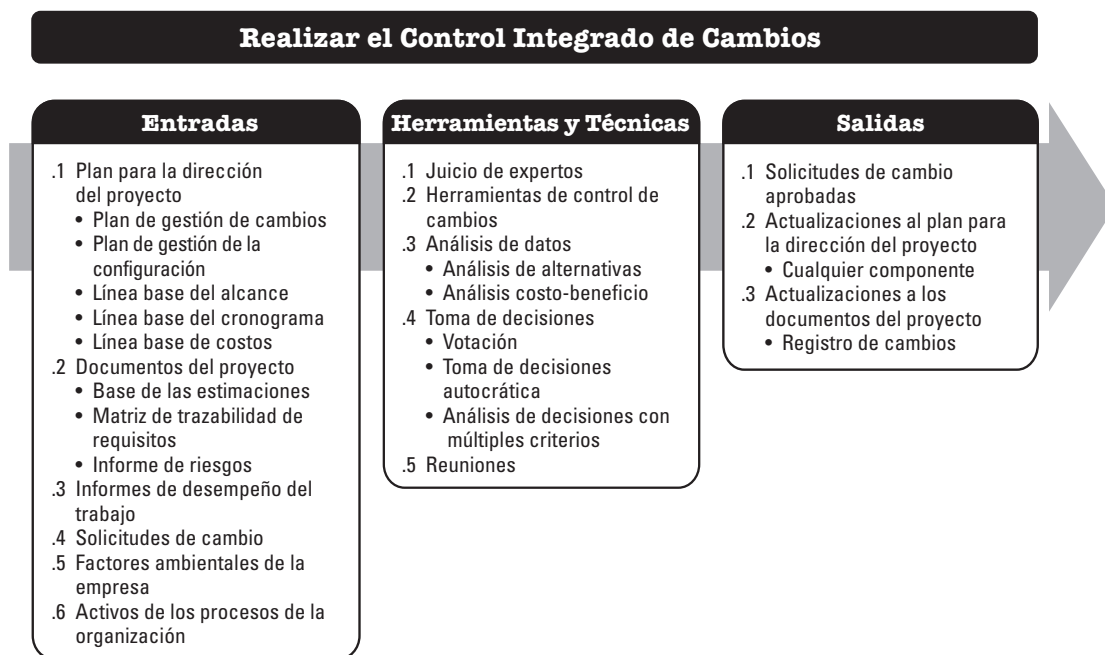 Realizar el Control Integrado de Cambios
Entradas
.1 Plan para la dirección
del proyecto
• Plan de gestión de cambios
• Plan de gestión de la
configuración
• Línea base del alcance
• Línea base del cronograma
• Línea base de costos
.2 Documentos del proyecto
• Base de las estimaciones
• Matriz de trazabilidad de
requisitos
• Informe de riesgos
.3 Informes de desempeño del
trabajo
.4 Solicitudes de cambio
.5 Factores ambientales de la
empresa
.6 Activos de los procesos de la
organización
Herramientas y Técnicas
.1 Juicio de expertos
.2 Herramientas de control de
cambios
.3 Análisis de datos
• Análisis de alternativas
• Análisis costo-beneficio
.4 Toma de decisiones
• Votación
• Toma de decisiones
autocrática
• Análisis de decisiones con
múltiples criterios
.5 Reuniones
Salidas
.1 Solicitudes de cambio
aprobadas
.2 Actualizaciones al plan para
la dirección del proyecto
• Cualquier componente
.3 Actualizaciones a los
documentos del proyecto
• Registro de cambios